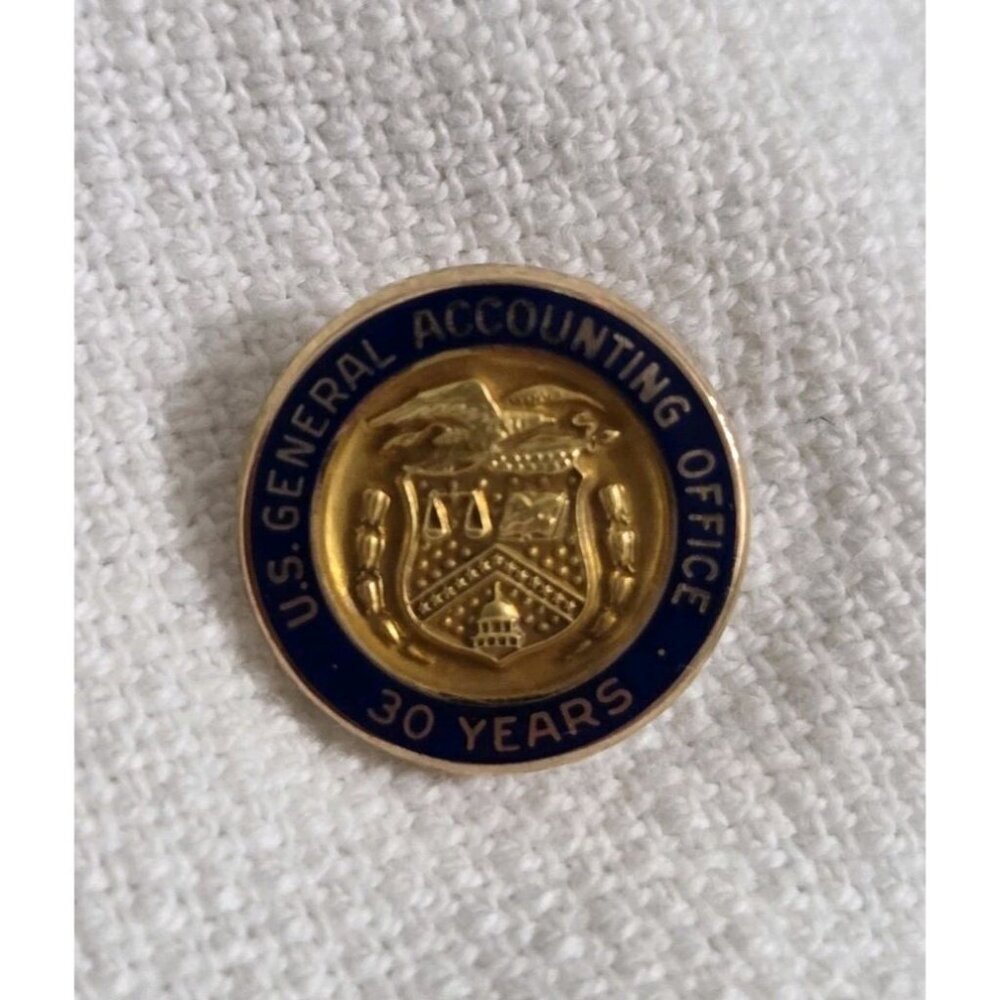 U.S. GENERAL ACCOUNTING OFFICE
30 YEARS